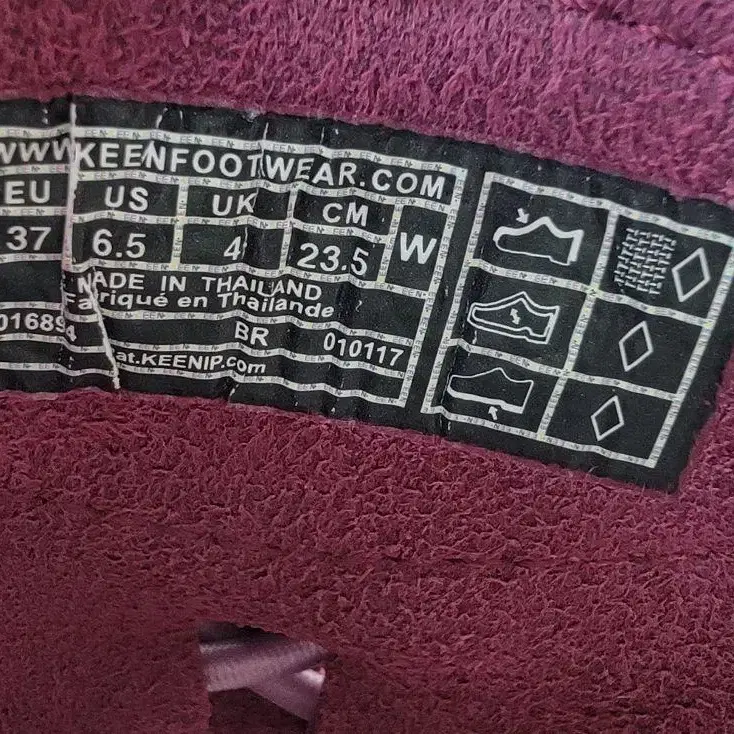 WWW.KEENFOOTWEAR.COM
EU US UK CM W
37 6.5 4 23.5
MADE IN THAILAND
Fabriqué en Thaïlande
BR 010117
pat.KEENIP.com